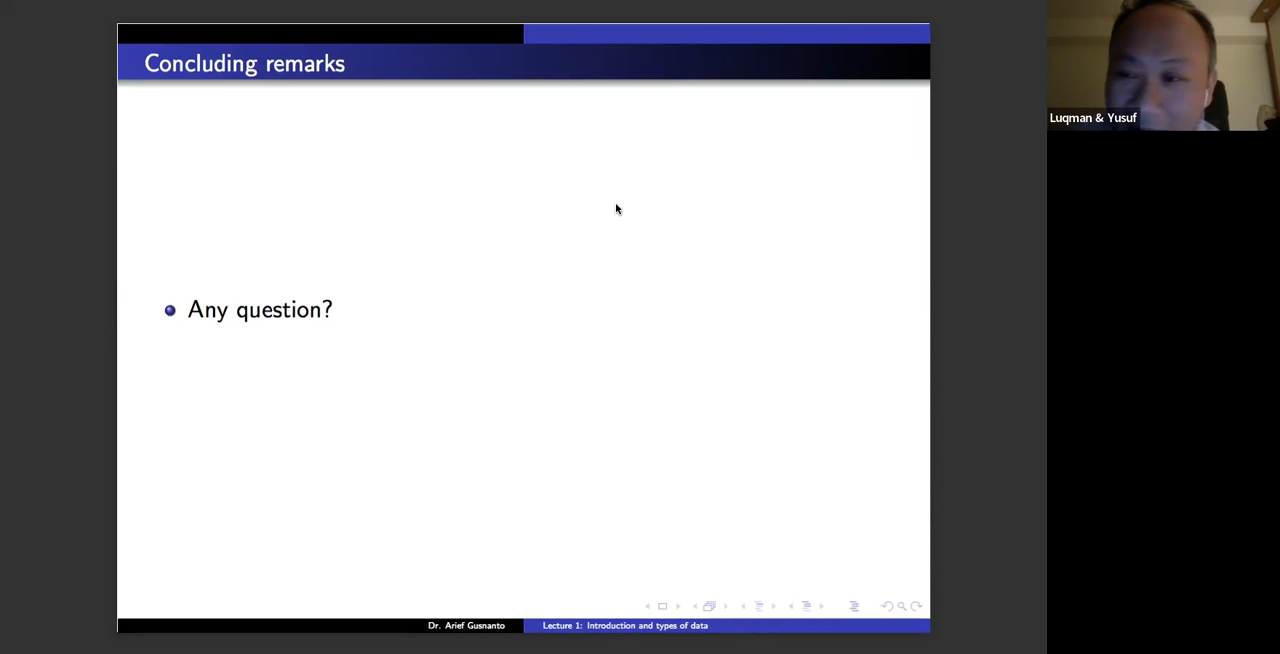 Concluding remarks
Any question?
Dr. Arief Gusnanto
Lecture 1: Introduction and types of data
Luqman & Yusuf